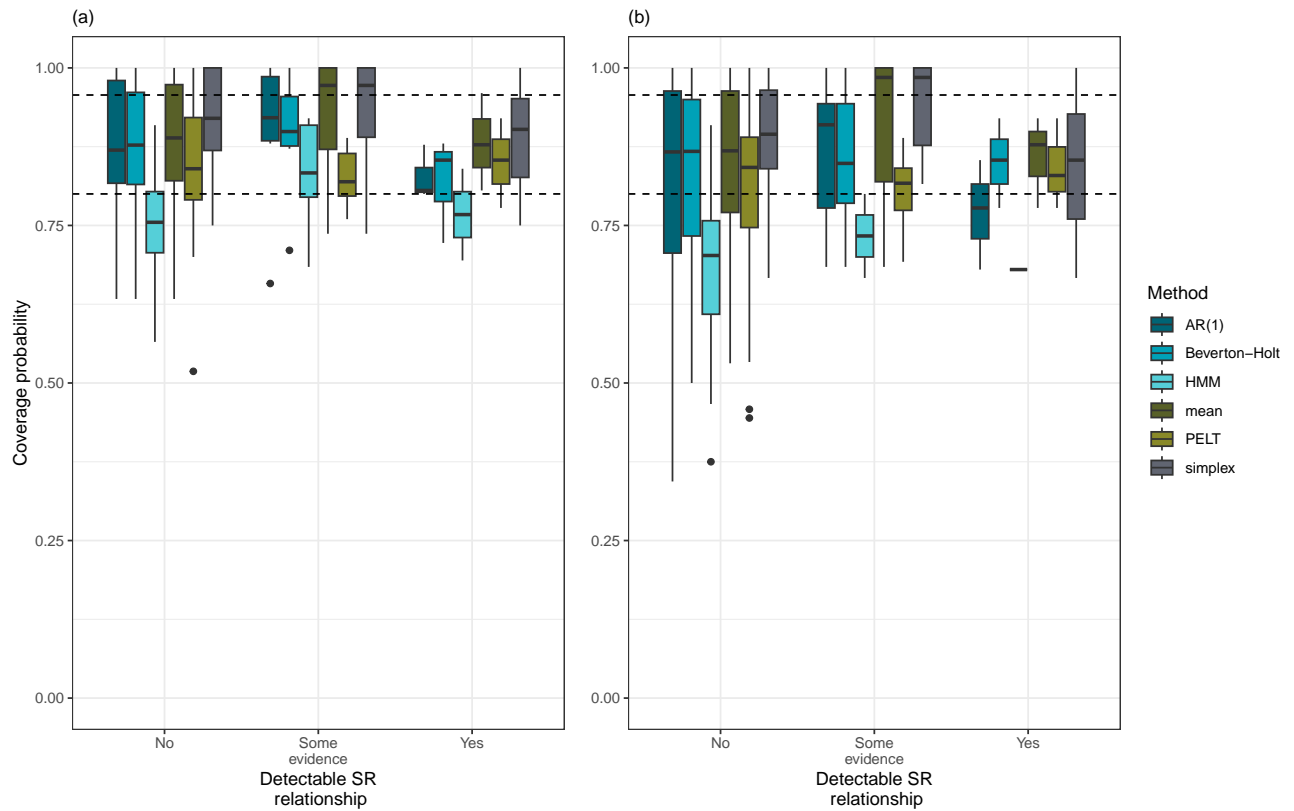 (a)
(b)
Coverage probability
1.00
0.75
0.50
0.25
0.00
No
Some
evidence
Yes
Detectable SR
relationship
1.00
0.75
0.50
0.25
0.00
No
Some
evidence
Yes
Detectable SR
relationship
Method
AR(1)
Beverton−Holt
HMM
mean
PELT
simplex